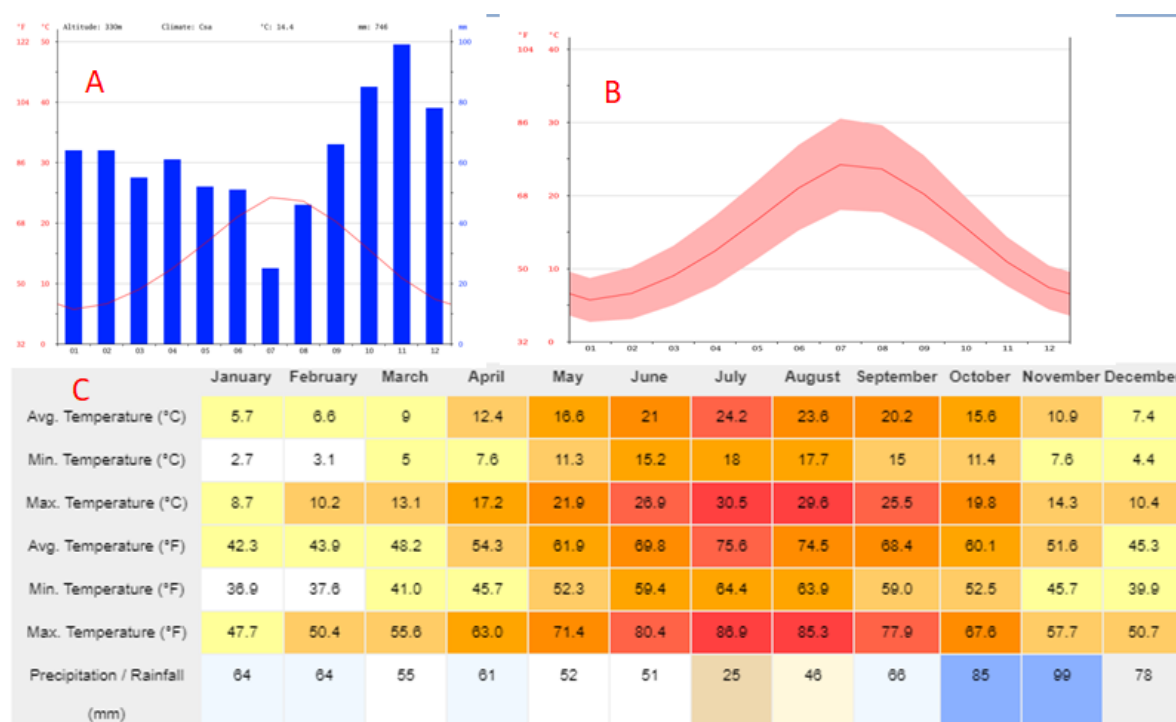 °F °C Altitude: 330m Climate: Csa °C: 14.4 mm: 746 mm
122 50 100
A
104 40 80
86 30 60
68 20 40
50 10 20
32 0 0
01 02 03 04 05 06 07 08 09 10 11 12
°F °C
104 40
B
86 30
68 20
50 10
32 0
01 02 03 04 05 06 07 08 09 10 11 12
C
January February March April May June July August September October November December
Avg. Temperature (°C) 5.7 6.6 9 12.4 16.6 21 24.2 23.6 20.2 15.6 10.9 7.4
Min. Temperature (°C) 2.7 3.1 5 7.6 11.3 15.2 18 17.7 15 11.4 7.6 4.4
Max. Temperature (°C) 8.7 10.2 13.1 17.2 21.9 26.9 30.5 29.6 25.5 19.8 14.3 10.4
Avg. Temperature (°F) 42.3 43.9 48.2 54.3 61.9 69.8 75.6 74.5 68.4 60.1 51.6 45.3
Min. Temperature (°F) 36.9 37.6 41.0 45.7 52.3 59.4 64.4 63.9 59.0 52.5 45.7 39.9
Max. Temperature (°F) 47.7 50.4 55.6 63.0 71.4 80.4 86.9 85.3 77.9 67.6 57.7 50.7
Precipitation / Rainfall 64 64 55 61 52 51 25 46 66 85 99 78
(mm)